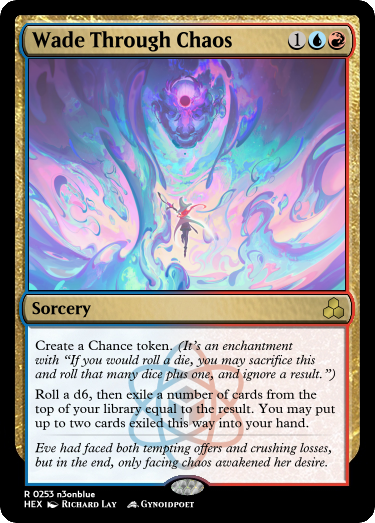 Wade Through Chaos 1
Sorcery
Create a Chance token. (It's an enchantment
with “If you would roll a die, you may sacrifice this
and roll that many dice plus one, and ignore a result.”)
Roll a d6, then exile a number of cards from the
top of your library equal to the result. You may put
up to two cards exiled this way into your hand.
Eve had faced both tempting offers and crushing losses,
but in the end, only facing chaos awakened her desire.
R 0253 n3onblue
HEX Richard Lay Gynoidpoet